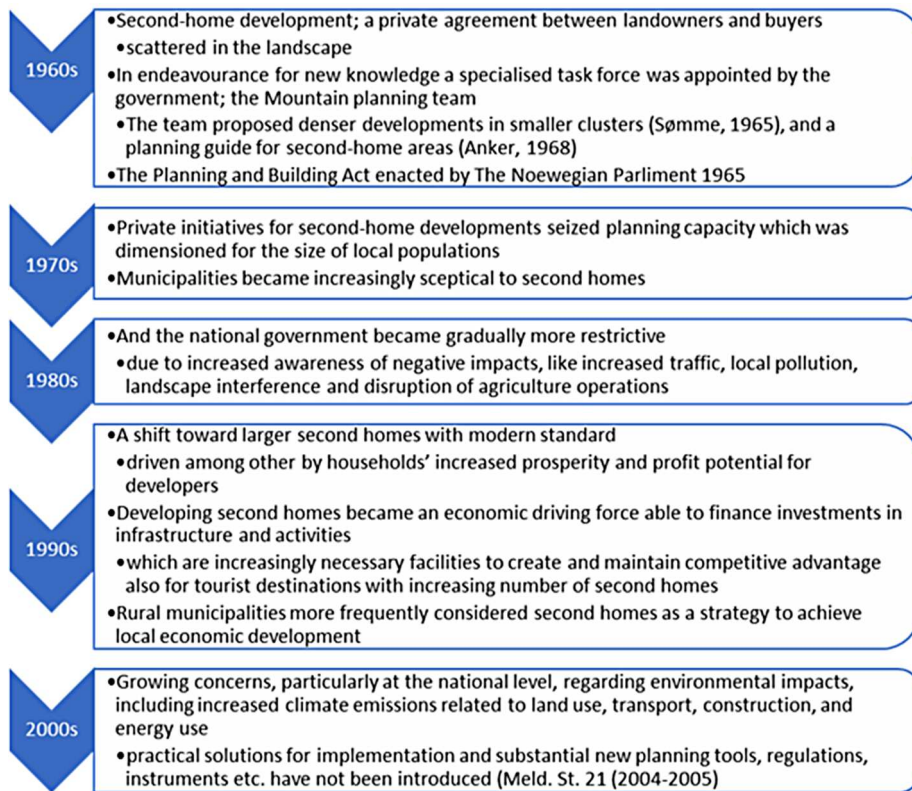 1960s
•Second-home development; a private agreement between landowners and buyers
•scattered in the landscape
•In endeavourance for new knowledge a specialised task force was appointed by the
government; the Mountain planning team
•The team proposed denser developments in smaller clusters (Sømme, 1965), and a
planning guide for second-home areas (Anker, 1968)
•The Planning and Building Act enacted by The Noewegian Parliment 1965
1970s
•Private initiatives for second-home developments seized planning capacity which was
dimensioned for the size of local populations
•Municipalities became increasingly sceptical to second homes
1980s
•And the national government became gradually more restrictive
•due to increased awareness of negative impacts, like increased traffic, local pollution,
landscape interference and disruption of agriculture operations
1990s
•A shift toward larger second homes with modern standard
•driven among other by households’ increased prosperity and profit potential for
developers
•Developing second homes became an economic driving force able to finance investments in
infrastructure and activities
•which are increasingly necessary facilities to create and maintain competitive advantage
also for tourist destinations with increasing number of second homes
•Rural municipalities more frequently considered second homes as a strategy to achieve
local economic development
2000s
•Growing concerns, particularly at the national level, regarding environmental impacts,
including increased climate emissions related to land use, transport, construction, and
energy use
•practical solutions for implementation and substantial new planning tools, regulations,
instruments etc. have not been introduced (Meld. St. 21 (2004-2005)